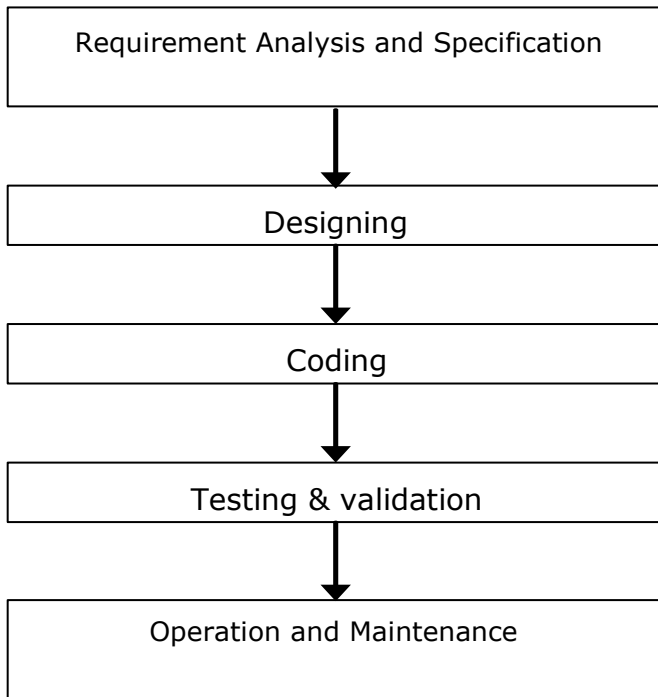 Requirement Analysis and Specification
Designing
Coding
Testing & validation
Operation and Maintenance